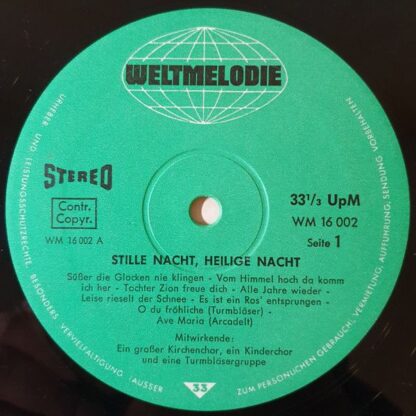 WELTMELODIE
STEREO
Contr.
Copyr.
WM 16 002 A
33 1/3 UpM
WM 16 002
Seite 1
STILLE NACHT, HEILIGE NACHT
Süßer die Glocken nie klingen - Vom Himmel hoch da komm
ich her - Tochter Zion freue dich - Alle Jahre wieder -
Leise rieselt der Schnee - Es ist ein Ros' entsprungen -
O du fröhliche (Turmbläser) -
Ave Maria (Arcadelt)
Mitwirkende:
Ein großer Kirchenchor, ein Kinderchor
und eine Turmbläsergruppe
33
URHEBER UND LEISTUNGSSCHUTZRECHTE, BESONDERS VERVIELFÄLTIGUNG (AUSSER ZUM PERSÖNLICHEN GEBRAUCH), VERMIETUNG, AUFFÜHRUNG, SENDUNG VORBEHALTEN